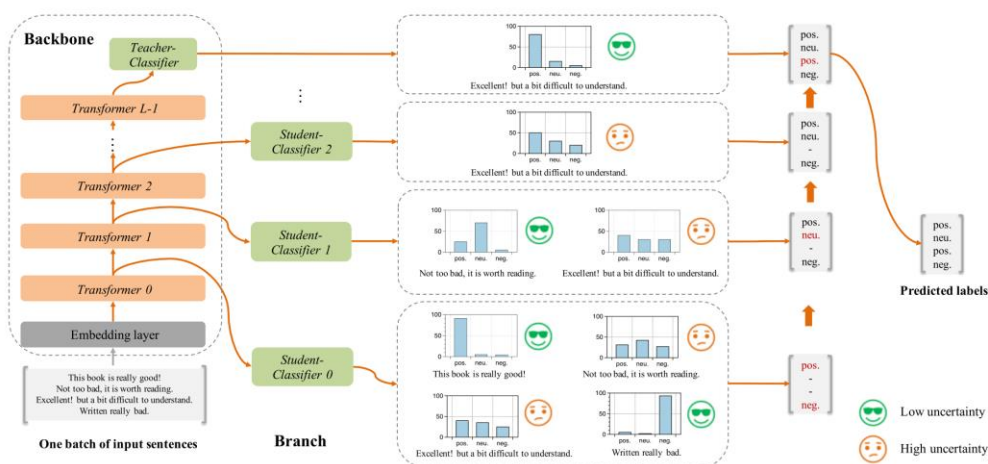 Backbone
Teacher-
Classifier
Transformer L-1
Transformer 2
Transformer 1
Transformer 0
Embedding layer
This book is really good!
Not too bad, it is worth reading.
Excellent! but a bit difficult to understand.
Written really bad.
One batch of input sentences
Branch
Student-
Classifier 2
Student-
Classifier 1
Student-
Classifier 0
100
50
0
pos. neu. neg.
Excellent! but a bit difficult to understand.
100
50
0
pos. neu. neg.
Excellent! but a bit difficult to understand.
100
50
0
pos. neu. neg.
Not too bad, it is worth reading.
100
50
0
pos. neu. neg.
Excellent! but a bit difficult to understand.
100
50
0
pos. neu. neg.
This book is really good!
100
50
0
pos. neu. neg.
Not too bad, it is worth reading.
100
50
0
pos. neu. neg.
Excellent! but a bit difficult to understand.
100
50
0
pos. neu. neg.
Written really bad.
pos.
neu.
pos.
neg.
pos.
neu.
-
neg.
pos.
neu.
-
neg.
pos.
-
-
neg.
pos.
neu.
pos.
neg.
Predicted labels
Low uncertainty
High uncertainty